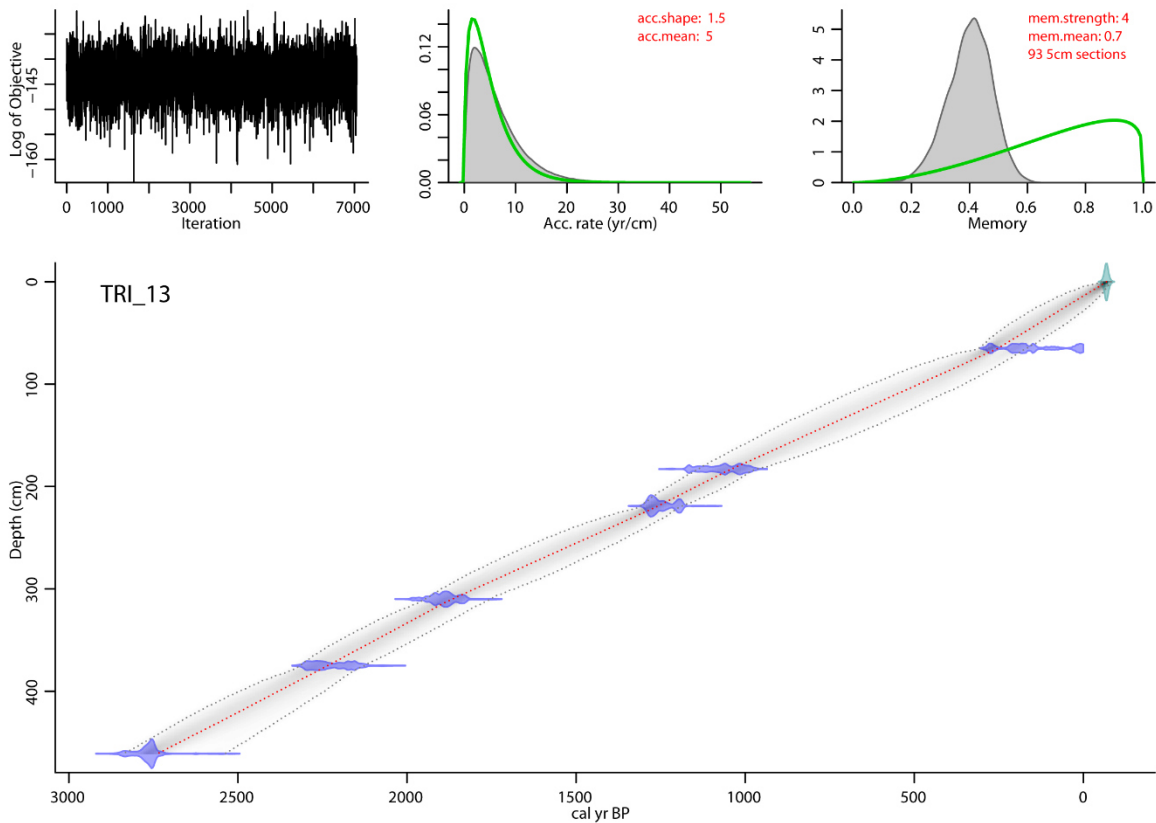 Log of Objective
−145
−160
0 1000 3000 5000 7000
Iteration
0.00 0.06 0.12
0 10 20 30 40 50
Acc. rate (yr/cm)
acc.shape: 1.5
acc.mean: 5
0 1 2 3 4 5
0.0 0.2 0.4 0.6 0.8 1.0
Memory
mem.strength: 4
mem.mean: 0.7
93 5cm sections
TRI_13
Depth (cm)
0
100
200
300
400
3000 2500 2000 1500 1000 500 0
cal yr BP